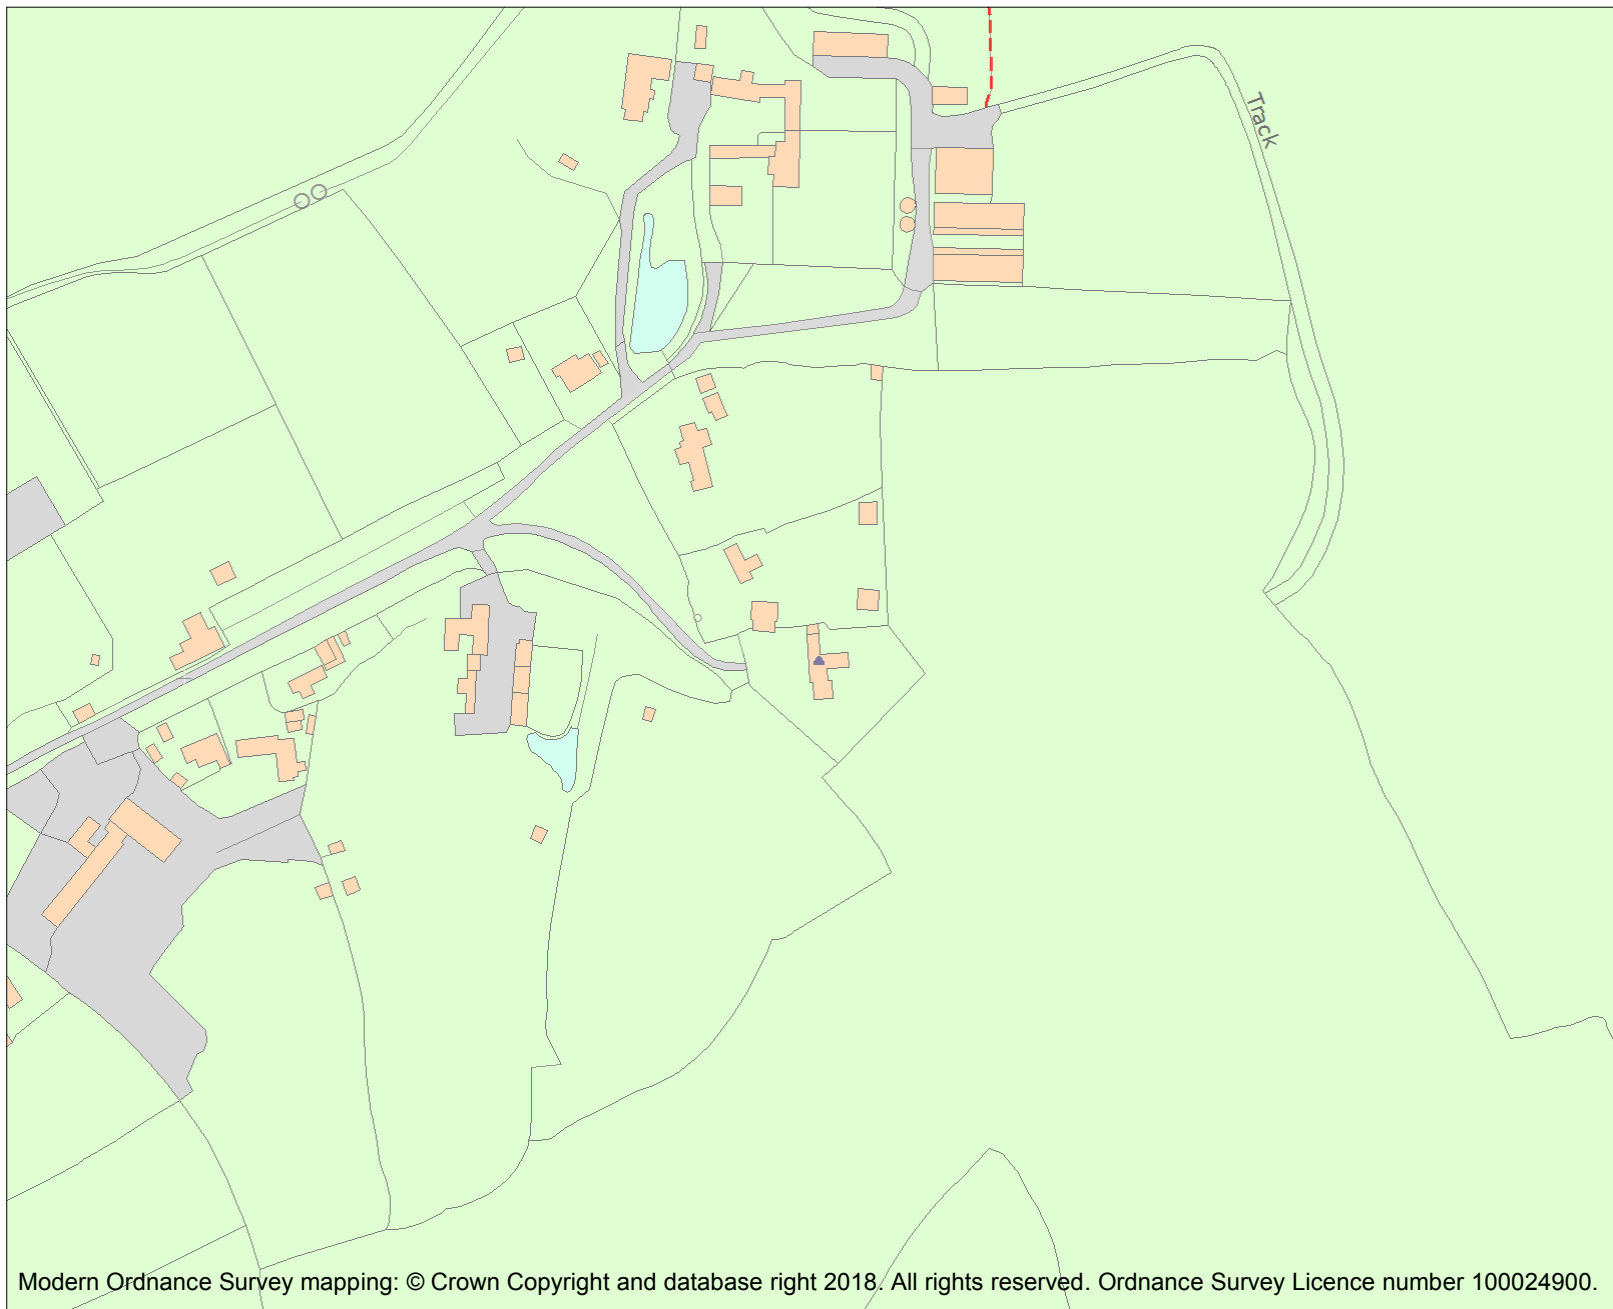 Track
Modern Ordnance Survey mapping: © Crown Copyright and database right 2018. All rights reserved. Ordnance Survey Licence number 100024900.